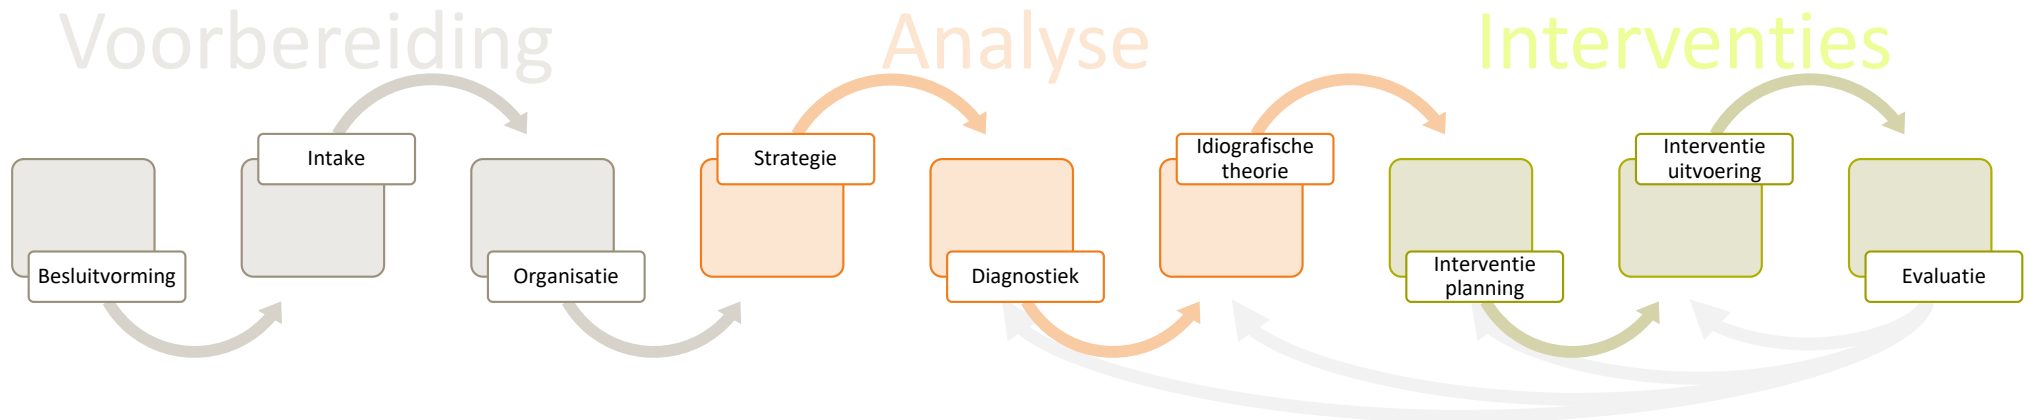 Voorbereiding
Analyse
Interventies
Besluitvorming
Intake
Organisatie
Strategie
Diagnostiek
Idiografische
theorie
Interventie
planning
Interventie
uitvoering
Evaluatie